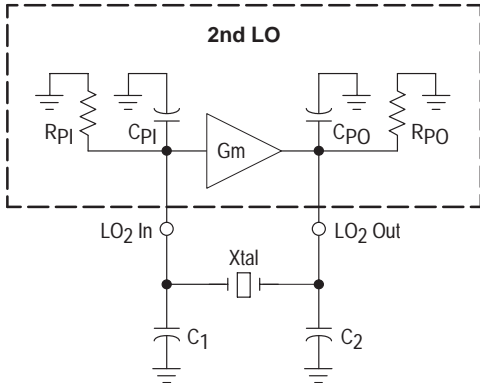 2nd LO
RPI
CPI
Gm
CPO
RPO
LO2 In
LO2 Out
Xtal
C1
C2